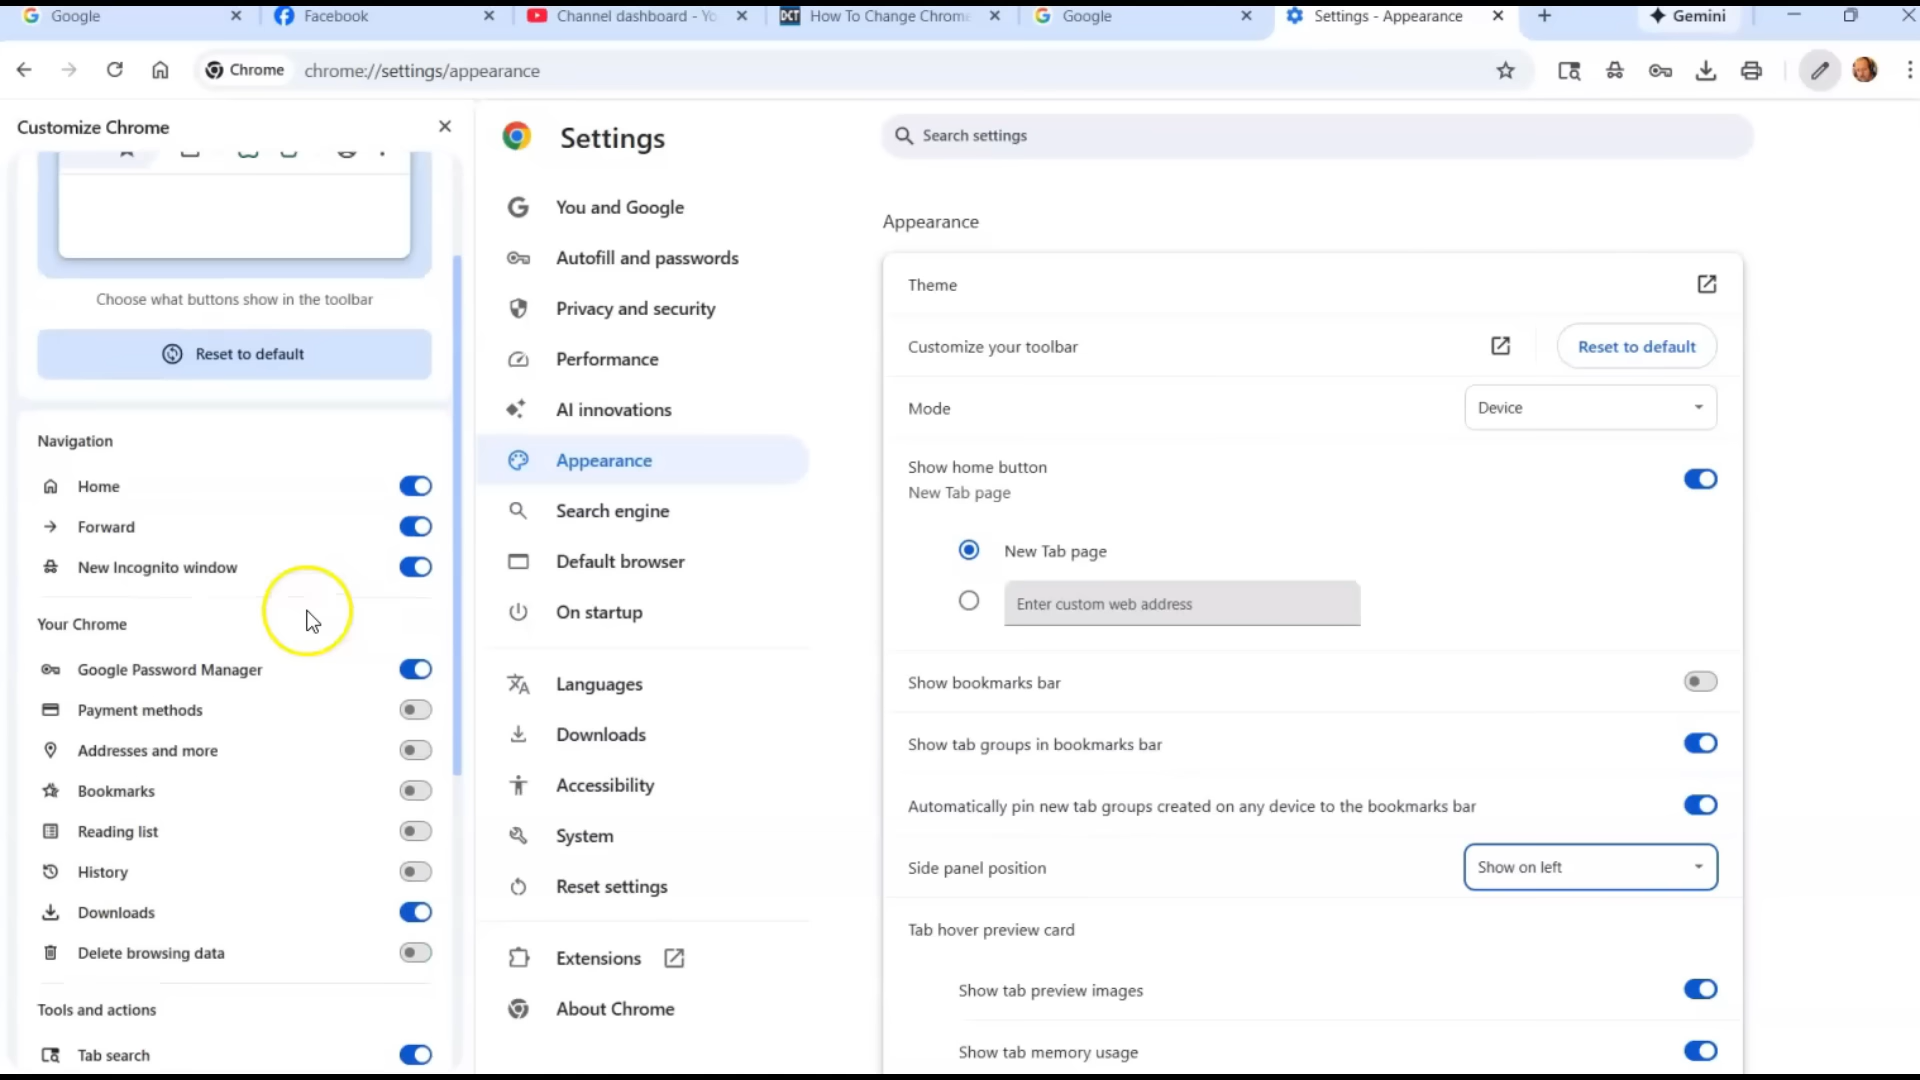 Google
Facebook
Channel dashboard - Yo
DCT How To Change Chrome
Google
Settings - Appearance
Gemini
Chrome chrome://settings/appearance
Customize Chrome
Choose what buttons show in the toolbar
Reset to default
Navigation
Home
Forward
New Incognito window
Your Chrome
Google Password Manager
Payment methods
Addresses and more
Bookmarks
Reading list
History
Downloads
Delete browsing data
Tools and actions
Tab search
Settings
You and Google
Autofill and passwords
Privacy and security
Performance
AI innovations
Appearance
Search engine
Default browser
On startup
Languages
Downloads
Accessibility
System
Reset settings
Extensions
About Chrome
Search settings
Appearance
Theme
Customize your toolbar Reset to default
Mode Device
Show home button
New Tab page
New Tab page
Enter custom web address
Show bookmarks bar
Show tab groups in bookmarks bar
Automatically pin new tab groups created on any device to the bookmarks bar
Side panel position Show on left
Tab hover preview card
Show tab preview images
Show tab memory usage